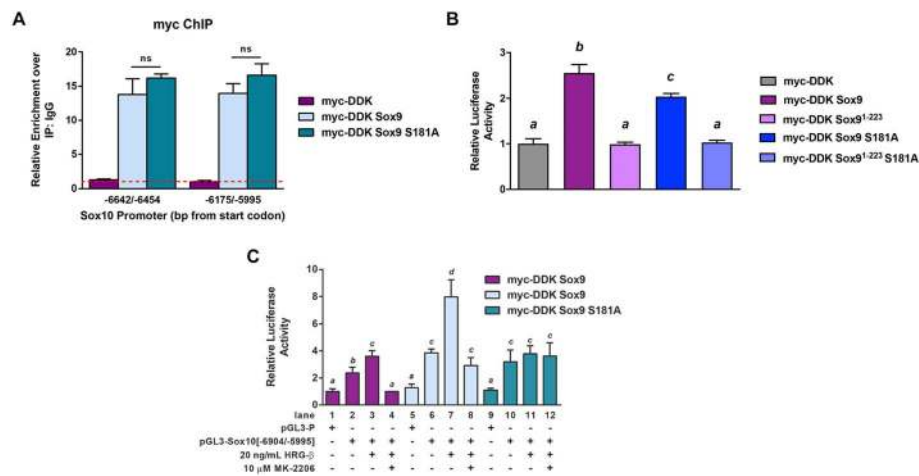 A
myc ChIP
Relative Enrichment over
IP: IgG
20
15
10
5
0
ns
ns
-6642/-6454
-6175/-5995
Sox10 Promoter (bp from start codon)
myc-DDK
myc-DDK Sox9
myc-DDK Sox9 S181A
B
Relative Luciferase
Activity
3
2
1
0
a
b
a
c
a
myc-DDK
myc-DDK Sox9
myc-DDK Sox9¹⁻²²³
myc-DDK Sox9 S181A
myc-DDK Sox9¹⁻²²³ S181A
C
Relative Luciferase
Activity
10
8
6
4
2
0
a
b
c
a
a
c
d
c
a
c
c
c
myc-DDK Sox9
myc-DDK Sox9
myc-DDK Sox9 S181A
lane 1 2 3 4 5 6 7 8 9 10 11 12
pGL3-P + - - - + - - - + - - -
pGL3-Sox10[-6904/-5995] - + + + - + + + - + + +
20 ng/mL HRG-β - - + + - - + + - - + +
10 μM MK-2206 - - - + - - - + - - - +